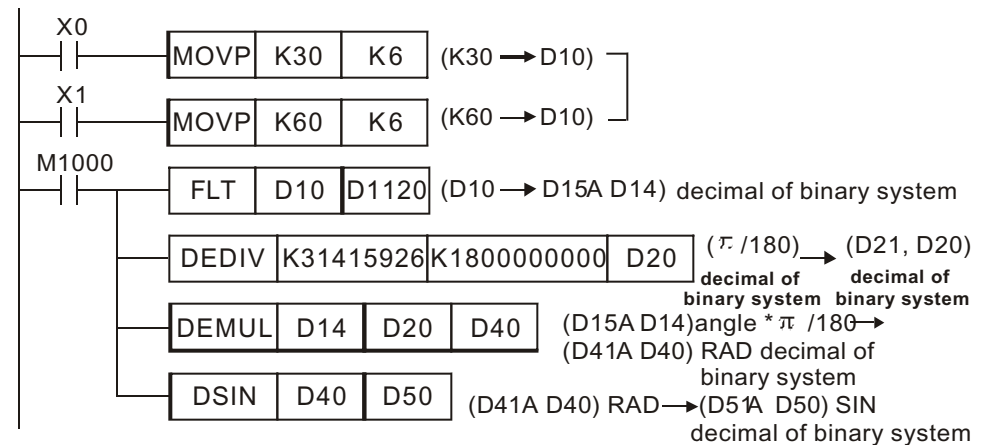 X0
MOVP K30 K6 (K30 → D10)
X1
MOVP K60 K6 (K60 → D10)
M1000
FLT D10 D1120 (D10 → D15A D14) decimal of binary system
DEDIV K31415926 K1800000000 D20 (π /180) → (D21, D20)
decimal of binary system decimal of binary system
DEMUL D14 D20 D40 (D15A D14)angle * π /180→
(D41A D40) RAD decimal of
binary system
DSIN D40 D50 (D41A D40) RAD→(D51A D50) SIN
decimal of binary system